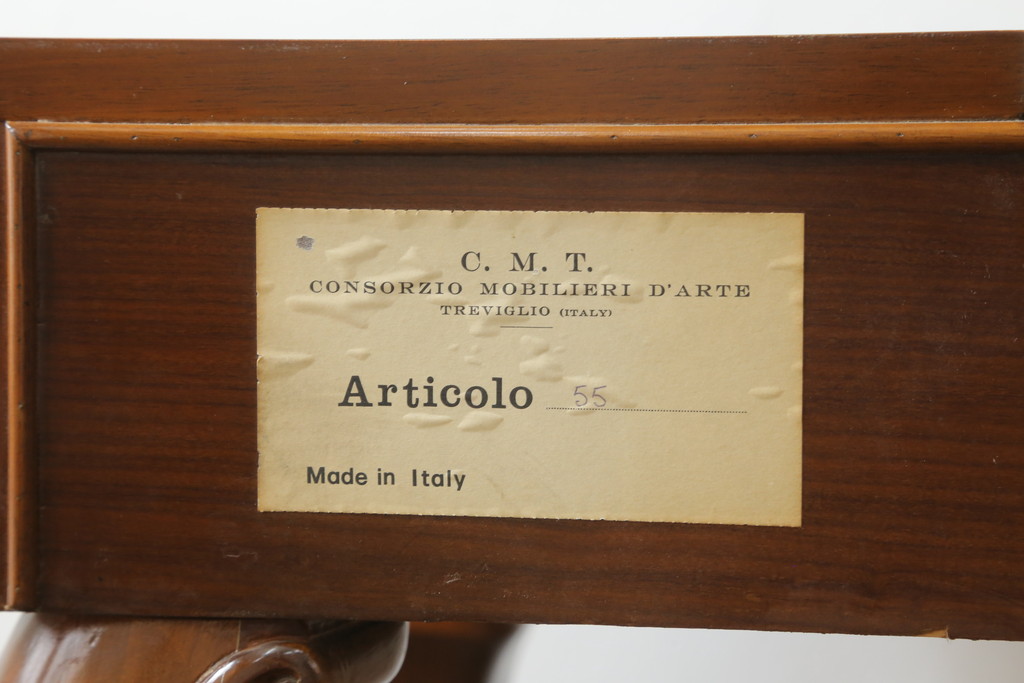 C. M. T.
CONSORZIO MOBILIERI D'ARTE
TREVIGLIO (ITALY)
Articolo 55
Made in Italy